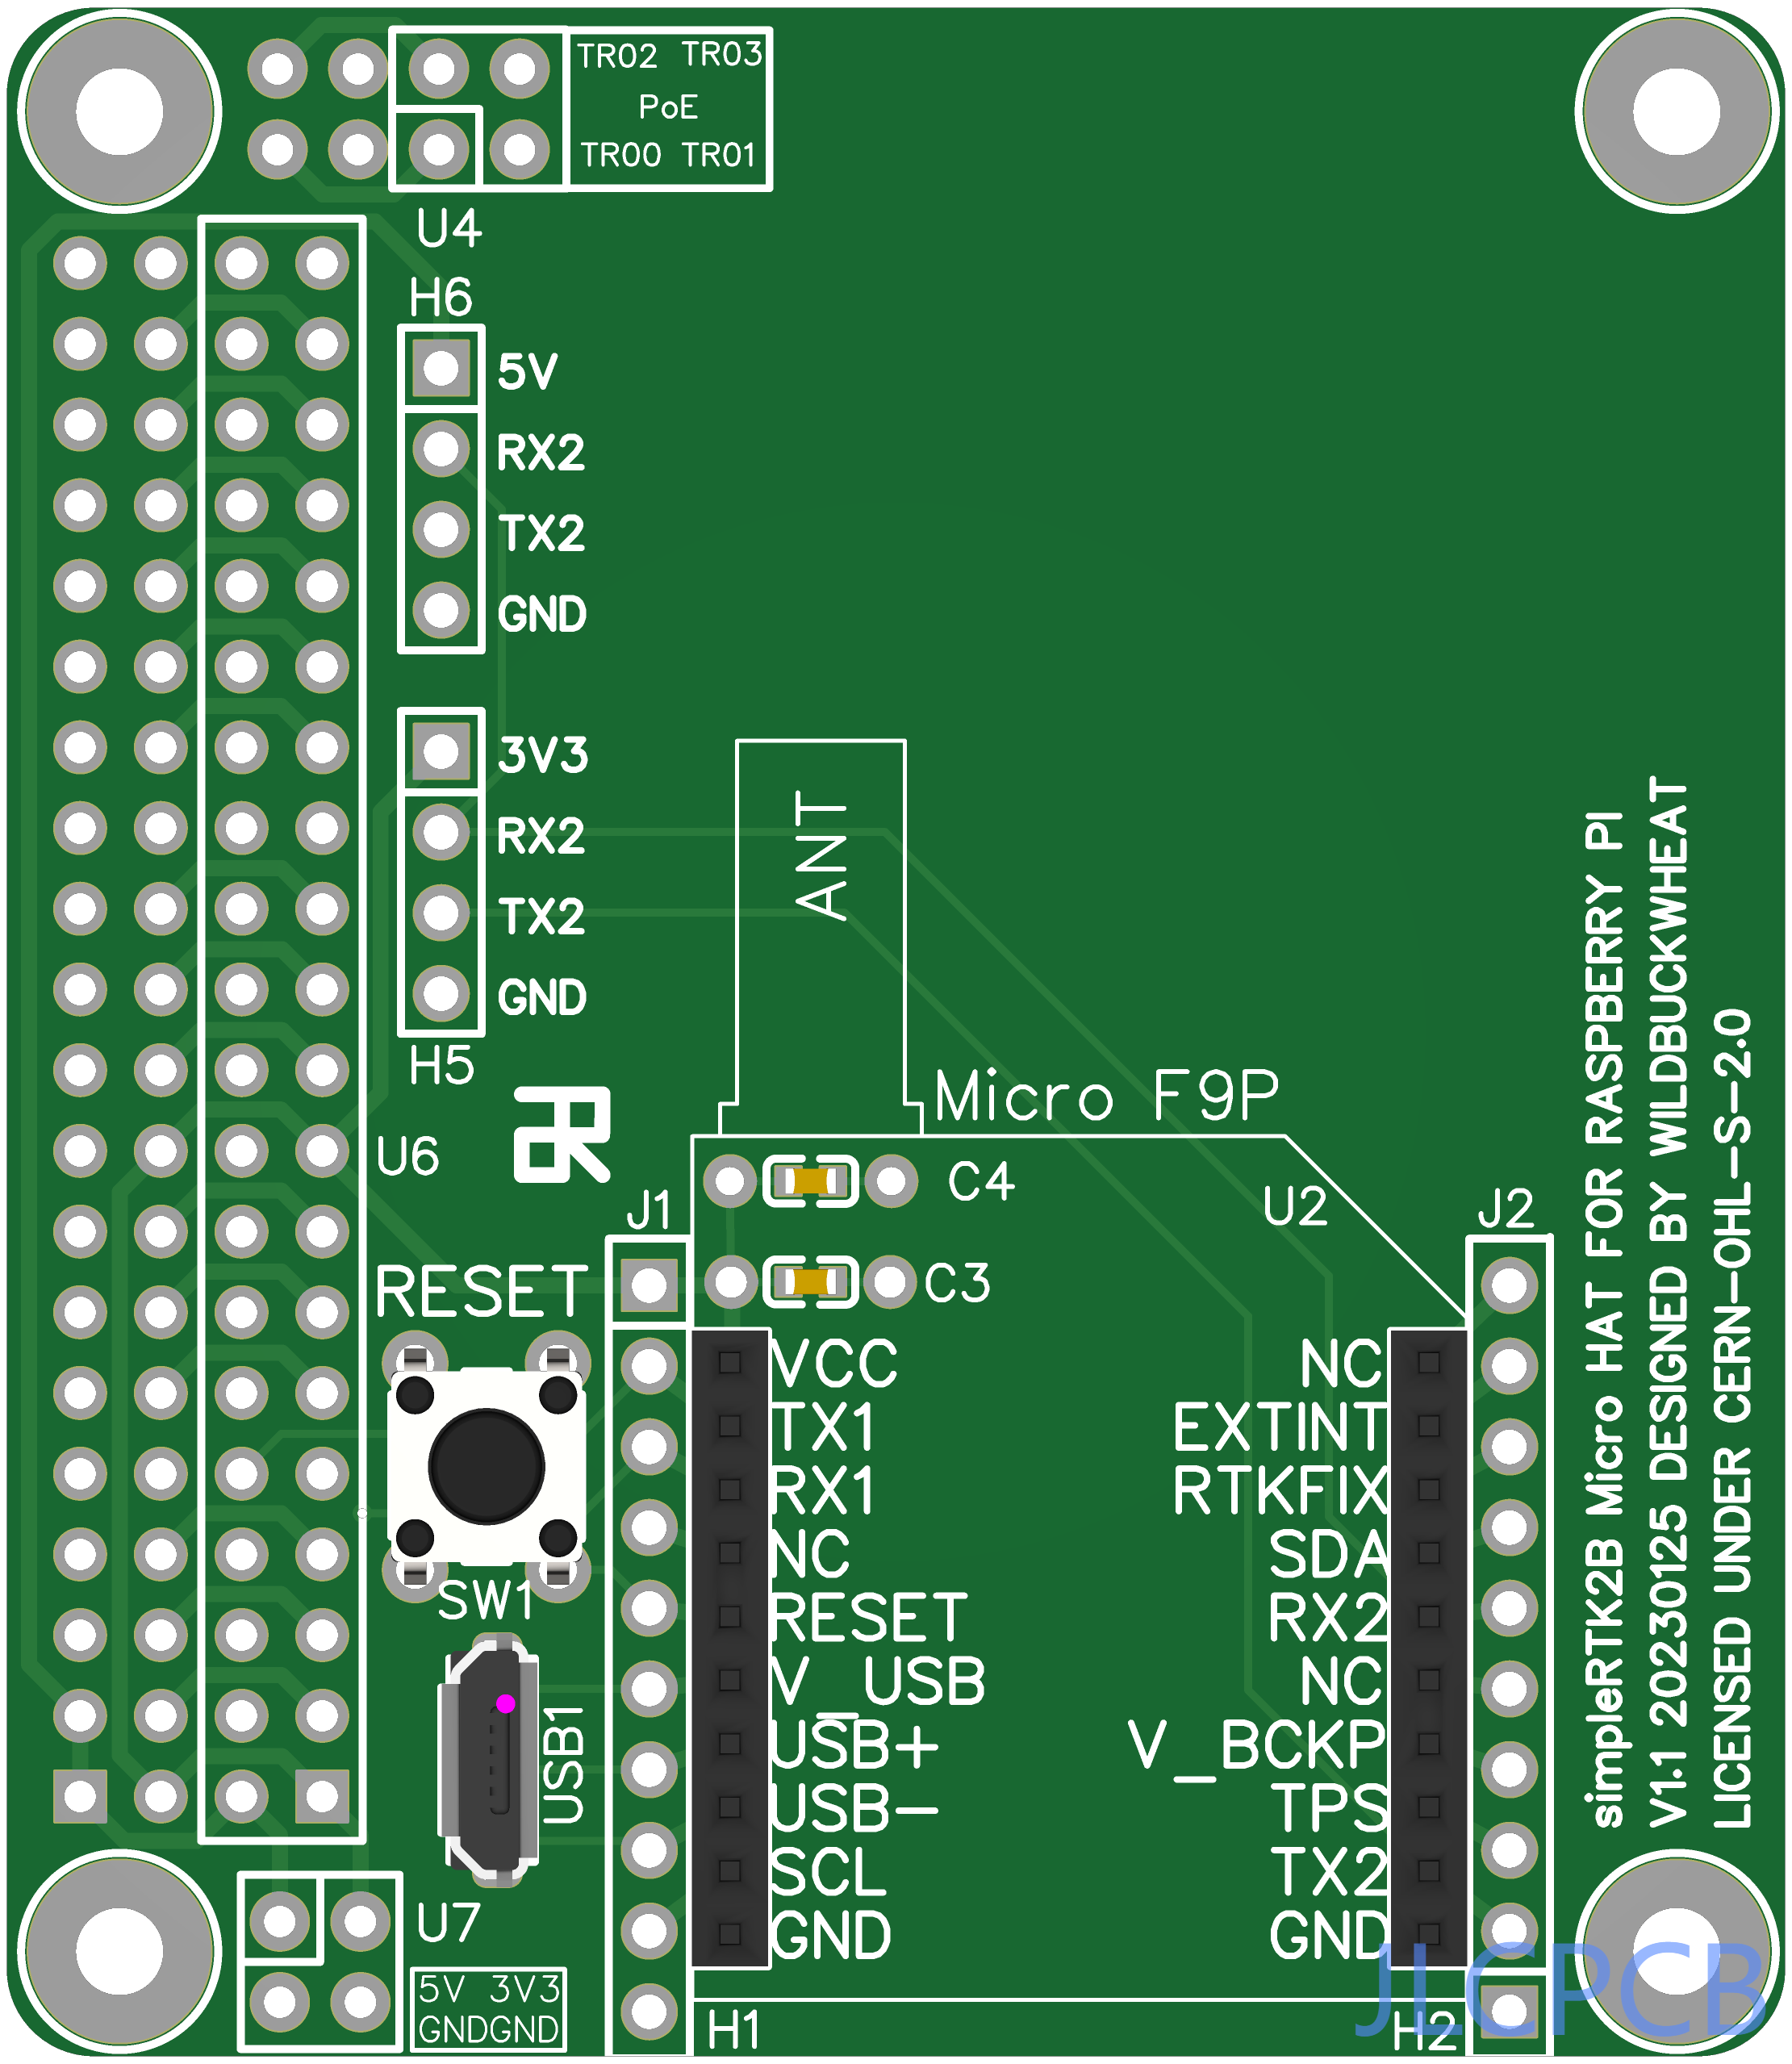 TR02 TR03
PoE
TR00 TR01
U4
H6
5V
RX2
TX2
GND
3V3
RX2
TX2
GND
H5
ANT
Micro F9P
U6
J1
C4
U2
J2
RESET
C3
VCC
TX1
RX1
NC
RESET
V_USB
USB+
USB-
SCL
GND
NC
EXTINT
RTKFIX
SDA
RX2
NC
V_BCKP
TPS
TX2
GND
SW1
USB1
U7
5V 3V3
GNDGND
H1
H2
simpleRTK2B Micro HAT FOR RASPBERRY PI
V1.1 20230125 DESIGNED BY WILDBUCKWHEAT
LICENSED UNDER CERN-OHL-S-2.0
JLCPCB